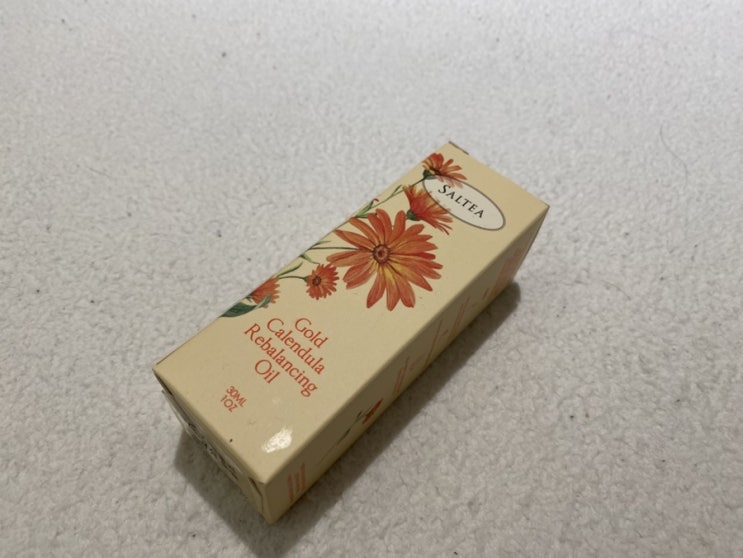 SALTEA
Gold
Calendula
Rebalancing
Oil
30ML
1OZ